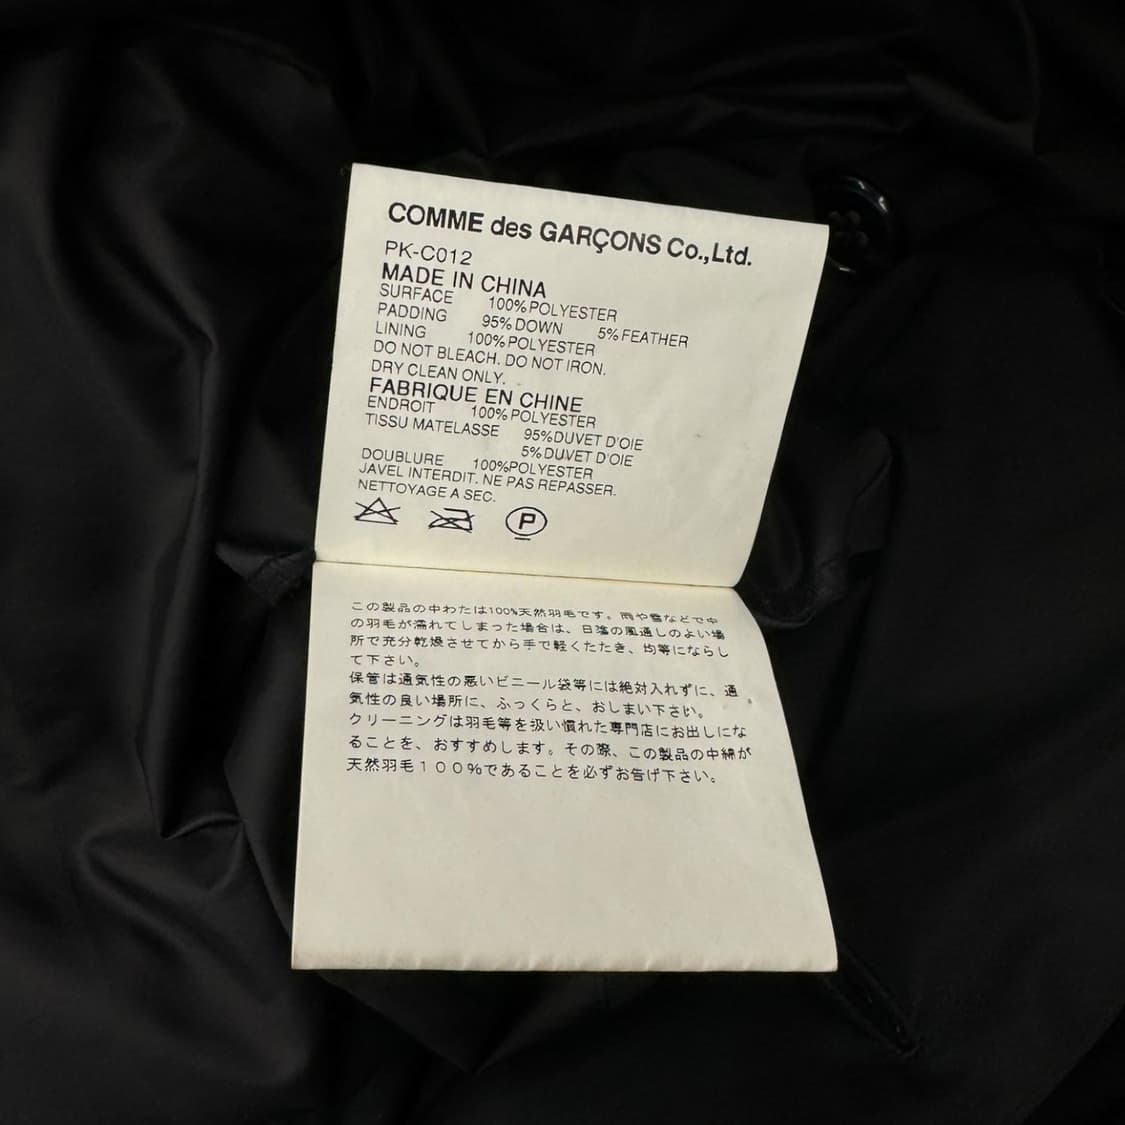 COMME des GARÇONS Co.,Ltd.
PK-C012
MADE IN CHINA
SURFACE 100%POLYESTER
PADDING 95%DOWN 5%FEATHER
LINING 100%POLYESTER
DO NOT BLEACH. DO NOT IRON.
DRY CLEAN ONLY.
FABRIQUE EN CHINE
ENDROIT 100%POLYESTER
TISSU MATELASSE 95%DUVET D'OIE
5%DUVET D'OIE
DOUBLURE 100%POLYESTER
JAVEL INTERDIT. NE PAS REPASSER.
NETTOYAGE A SEC.
P
この製品の中わたは100%天然羽毛です。雨や雪などで中
の羽毛が濡れてしまった場合は、日陰の風通しのよい場
所で充分乾燥させてから手で軽くたたき、均等にならし
て下さい。
保管は通気性の悪いビニール袋等には絶対入れずに、通
気性の良い場所に、ふっくらと、おしまい下さい。
クリーニングは羽毛等を扱い慣れた専門店にお出しにな
ることを、おすすめします。その際、この製品の中綿が
天然羽毛１００％であることを必ずお告げ下さい。